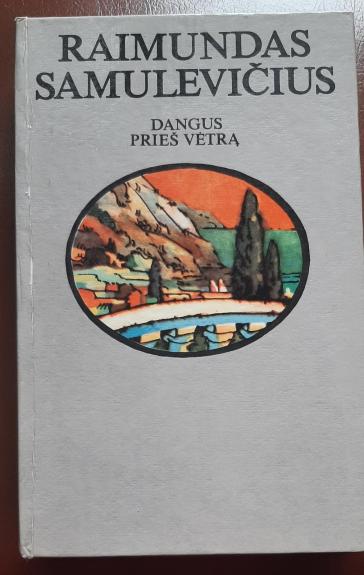 RAIMUNDAS
SAMULEVIČIUS
DANGUS
PRIEŠ VĖTRĄ